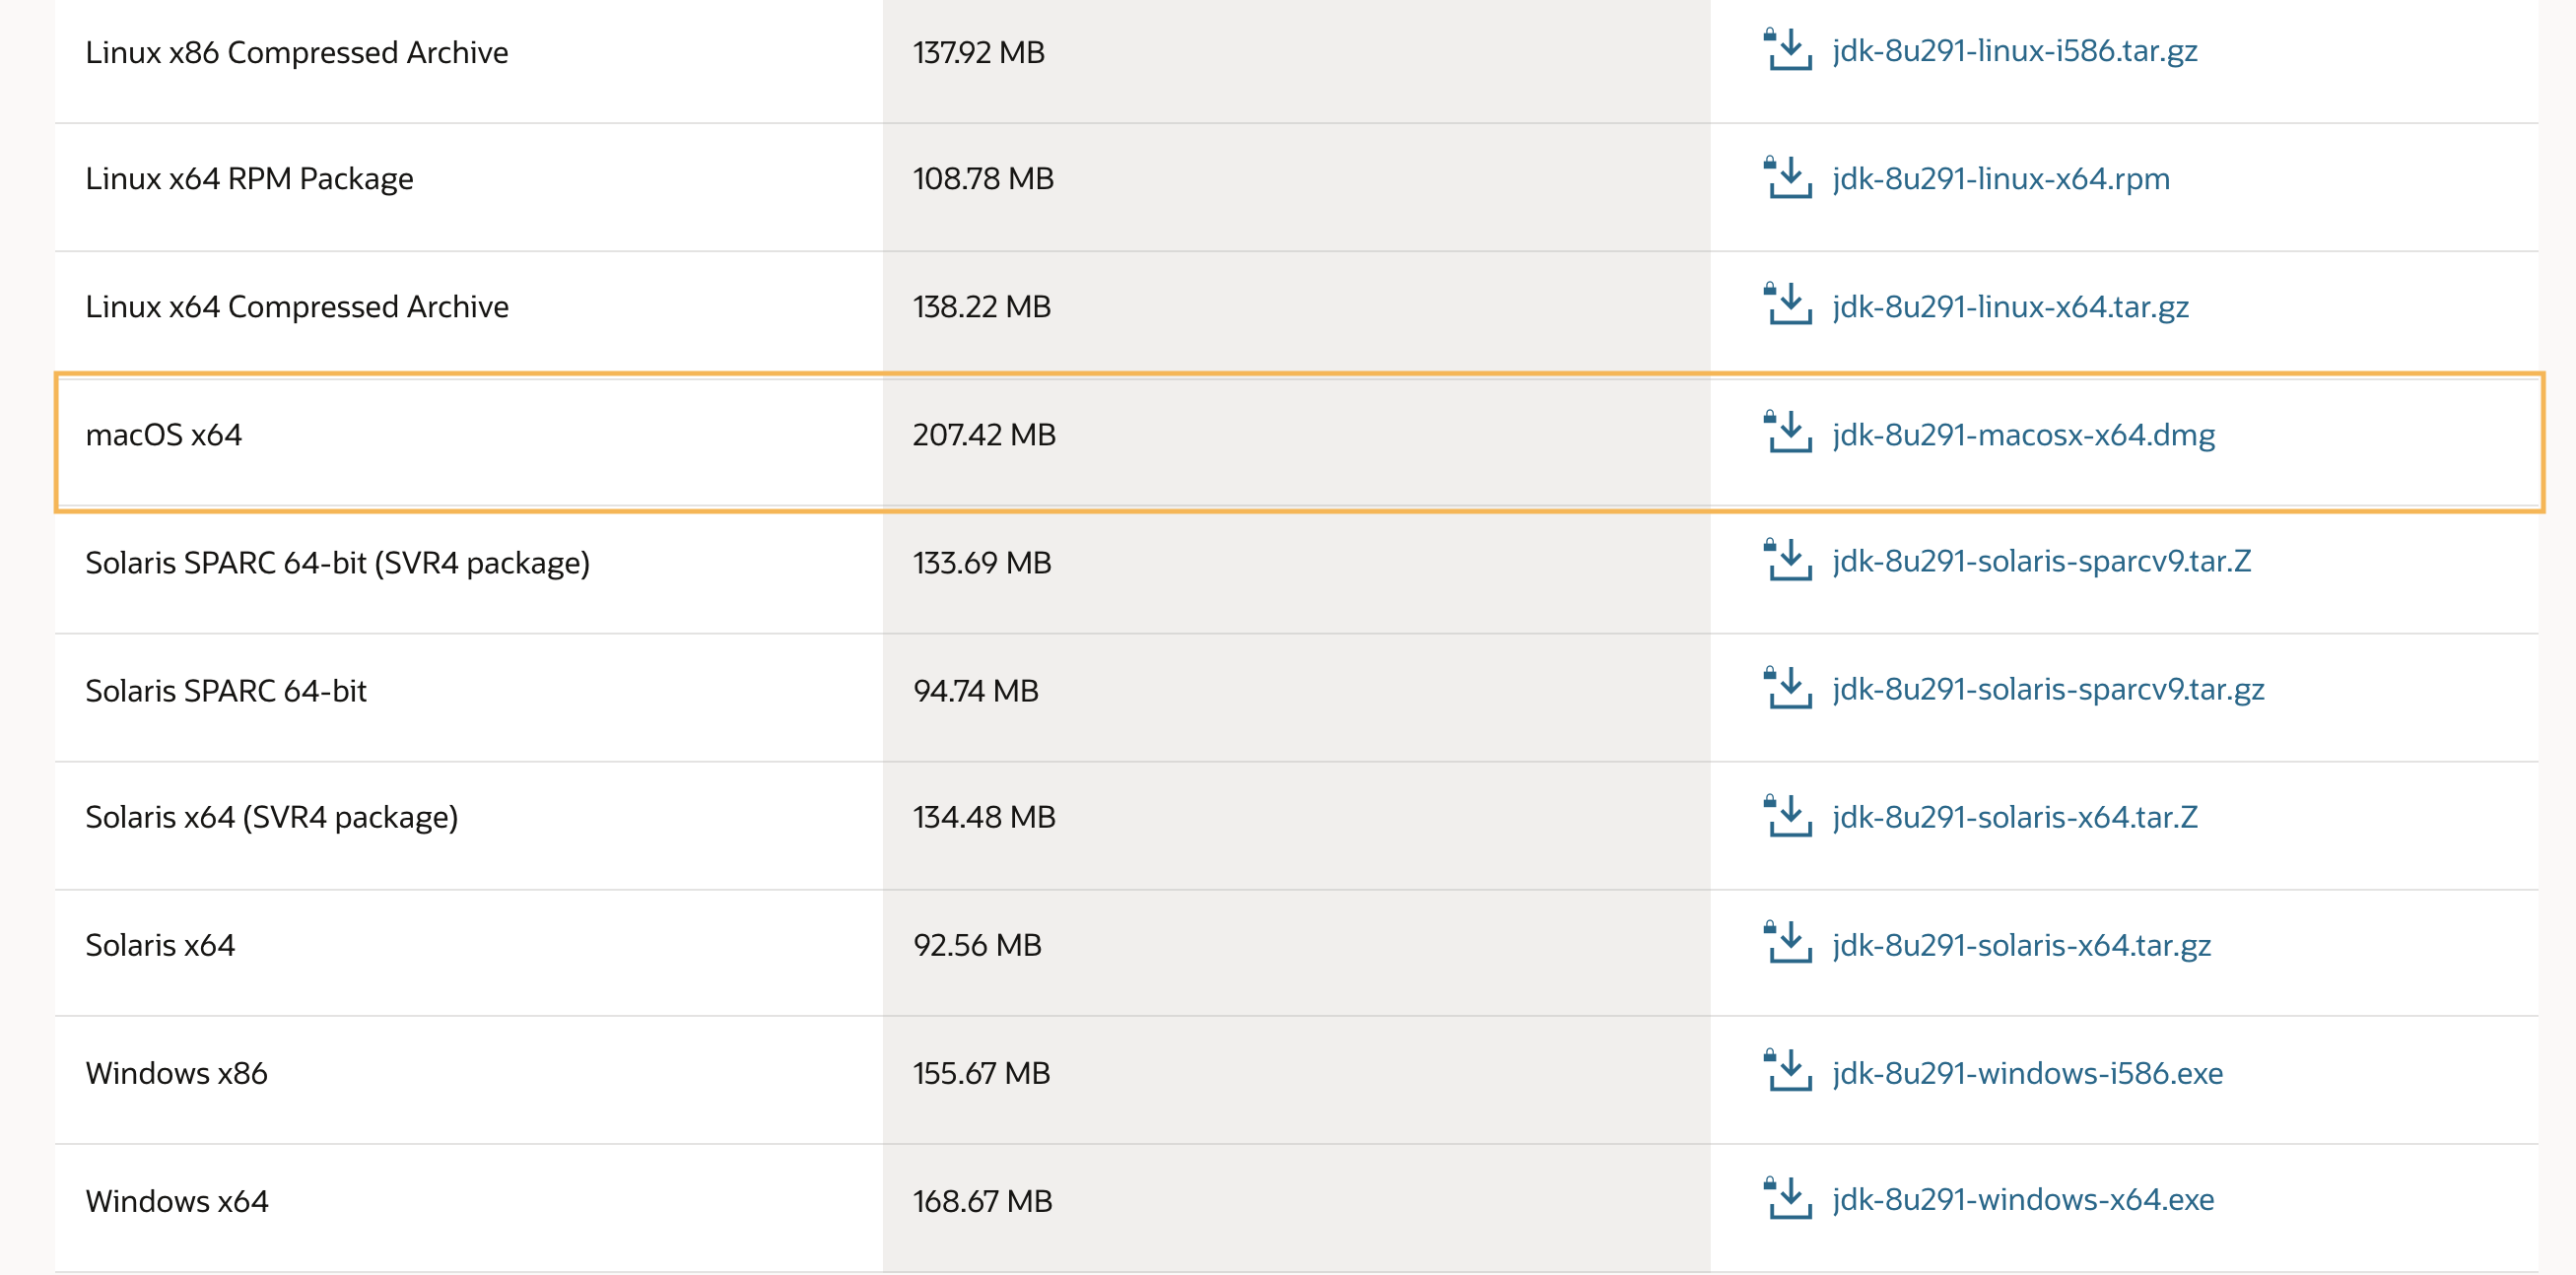 Linux x86 Compressed Archive 137.92 MB jdk-8u291-linux-i586.tar.gz
Linux x64 RPM Package 108.78 MB jdk-8u291-linux-x64.rpm
Linux x64 Compressed Archive 138.22 MB jdk-8u291-linux-x64.tar.gz
macOS x64 207.42 MB jdk-8u291-macosx-x64.dmg
Solaris SPARC 64-bit (SVR4 package) 133.69 MB jdk-8u291-solaris-sparcv9.tar.Z
Solaris SPARC 64-bit 94.74 MB jdk-8u291-solaris-sparcv9.tar.gz
Solaris x64 (SVR4 package) 134.48 MB jdk-8u291-solaris-x64.tar.Z
Solaris x64 92.56 MB jdk-8u291-solaris-x64.tar.gz
Windows x86 155.67 MB jdk-8u291-windows-i586.exe
Windows x64 168.67 MB jdk-8u291-windows-x64.exe